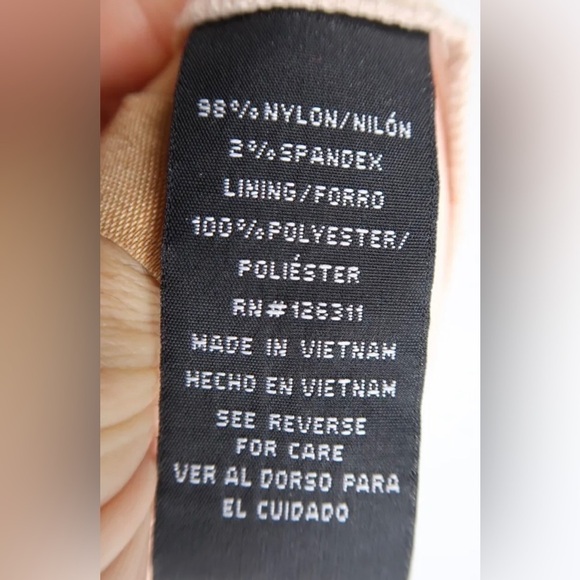 98% NYLON/NILÓN
2% SPANDEX
LINING/FORRO
100% POLYESTER/
POLIÉSTER
RN#126311
MADE IN VIETNAM
HECHO EN VIETNAM
SEE REVERSE
FOR CARE
VER AL DORSO PARA
EL CUIDADO